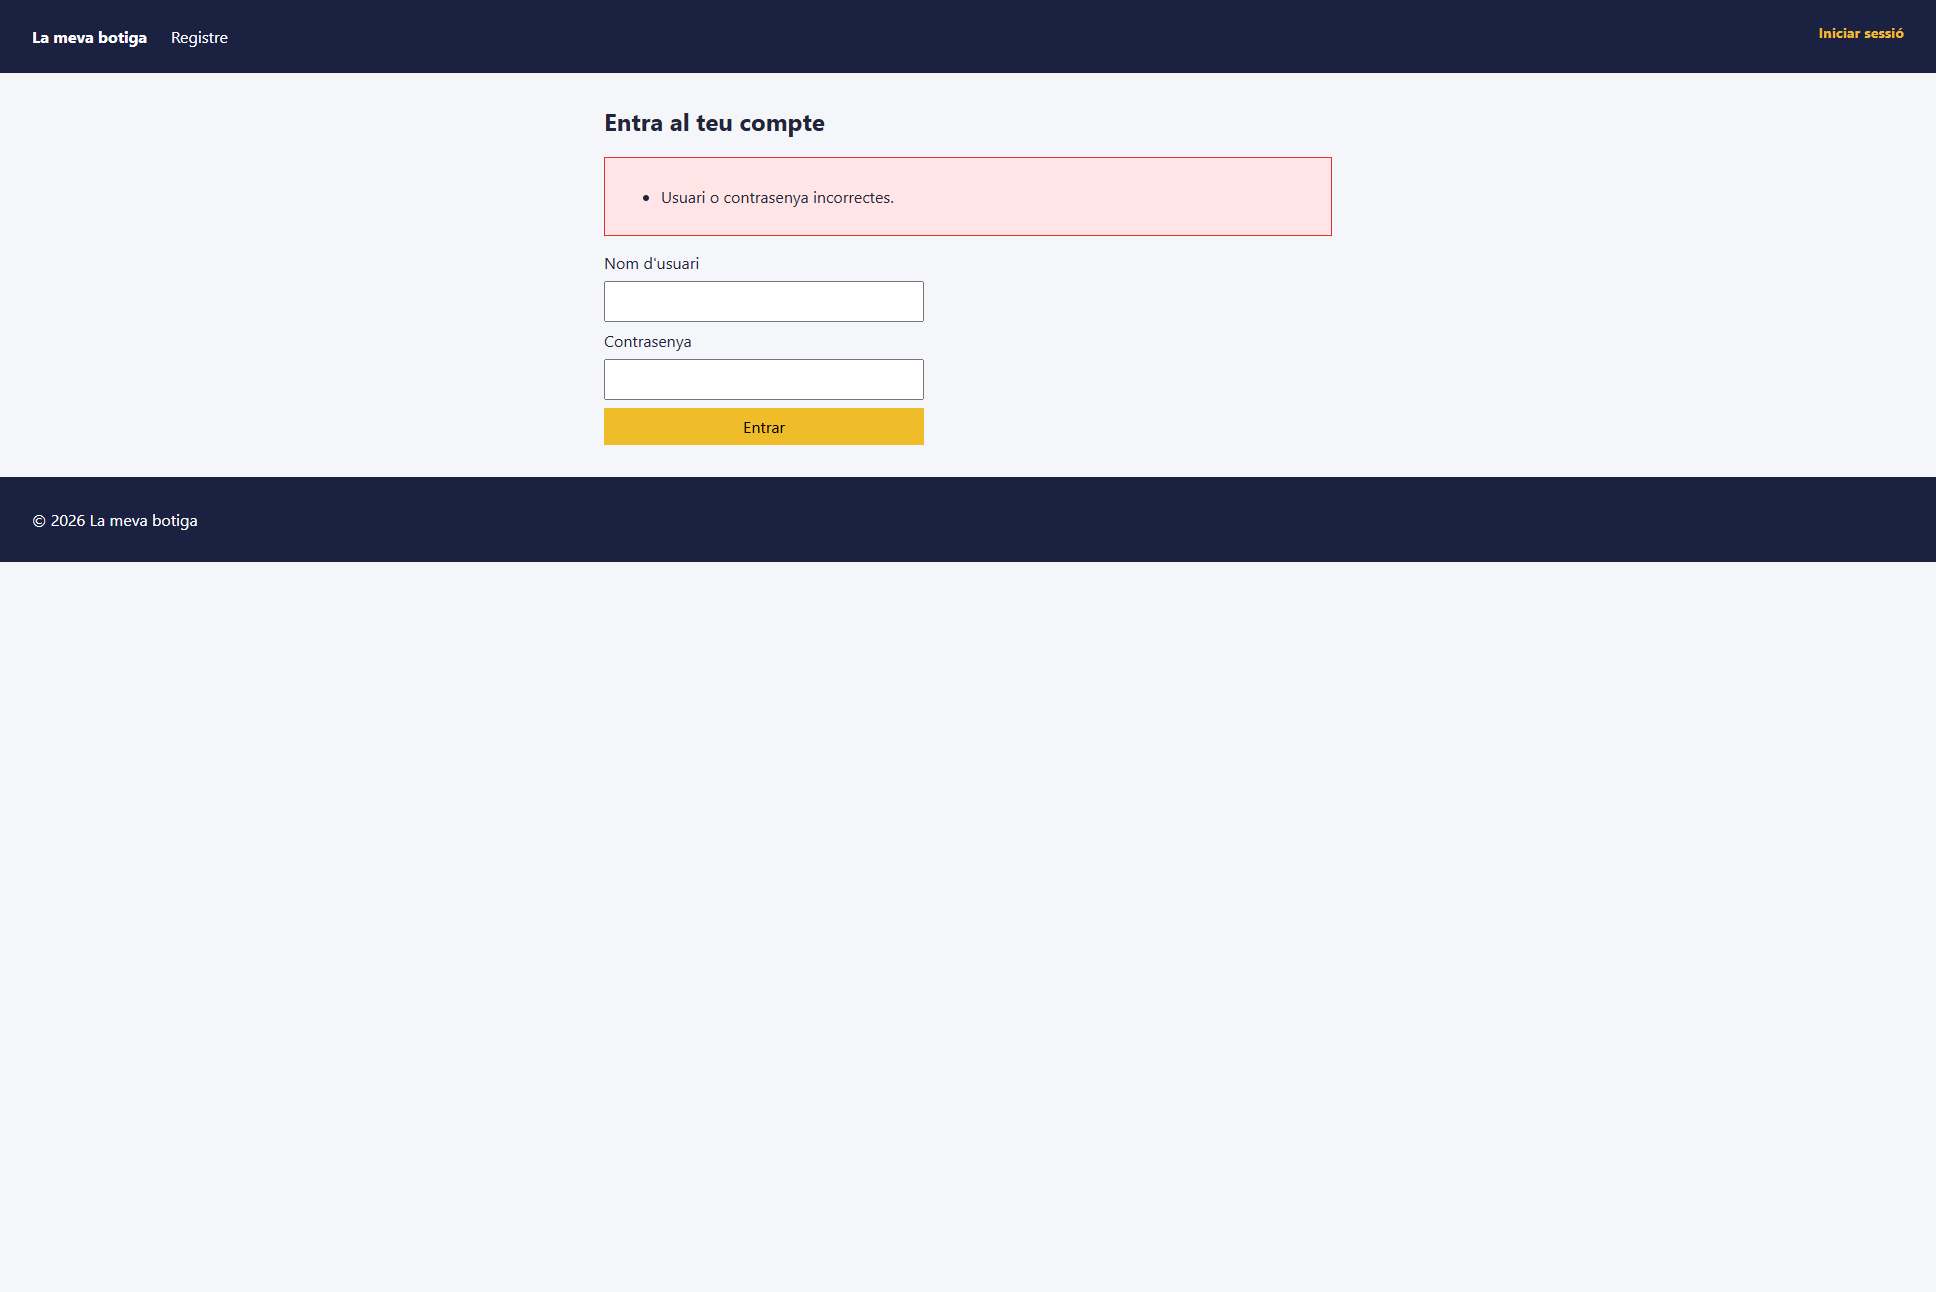 La meva botiga Registre Iniciar sessió
Entra al teu compte
Usuari o contrasenya incorrectes.
Nom d'usuari
Contrasenya
Entrar
© 2026 La meva botiga